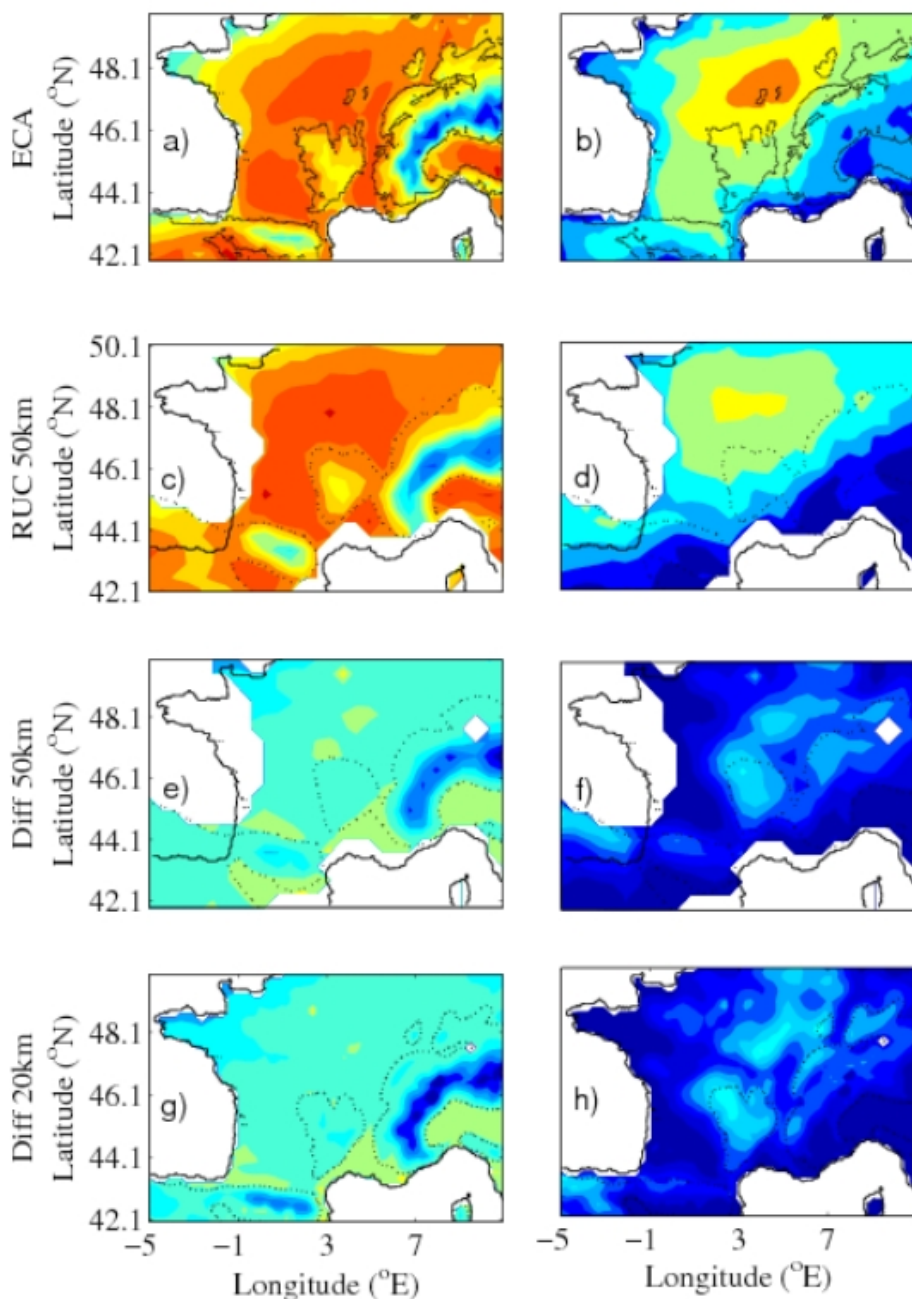 ECA
Latitude (°N)
48.1
46.1
44.1
42.1
a)
b)
RUC 50km
Latitude (°N)
50.1
48.1
46.1
44.1
42.1
c)
d)
Diff 50km
Latitude (°N)
48.1
46.1
44.1
42.1
e)
f)
Diff 20km
Latitude (°N)
48.1
46.1
44.1
42.1
g)
h)
−5 −1 3 7 −5 −1 3 7
Longitude (°E) Longitude (°E)